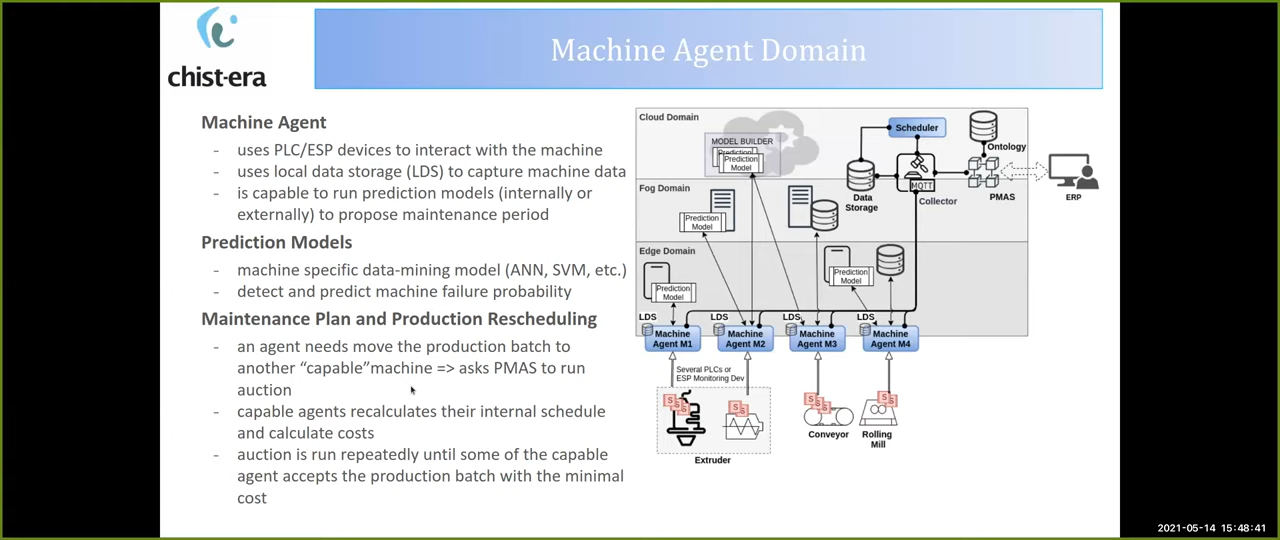 chist-era
Machine Agent Domain
Machine Agent
- uses PLC/ESP devices to interact with the machine
- uses local data storage (LDS) to capture machine data
- is capable to run prediction models (internally or
externally) to propose maintenance period
Prediction Models
- machine specific data-mining model (ANN, SVM, etc.)
- detect and predict machine failure probability
Maintenance Plan and Production Rescheduling
- an agent needs move the production batch to
another “capable”machine => asks PMAS to run
auction
- capable agents recalculates their internal schedule
and calculate costs
- auction is run repeatedly until some of the capable
agent accepts the production batch with the minimal
cost
Cloud Domain
MODEL BUILDER
Prediction
Prediction
Model
Scheduler
Ontology
Data
Storage
MQTT
Collector
PMAS
ERP
Fog Domain
Prediction
Model
Edge Domain
Prediction
Model
Prediction
Model
LDS
LDS
LDS
LDS
Machine
Agent M1
Machine
Agent M2
Machine
Agent M3
Machine
Agent M4
Several PLCs or
ESP Monitoring Dev
S S S
S S
S S S
S S
Extruder
Conveyor
Rolling
Mill
2021-05-14 15:48:41